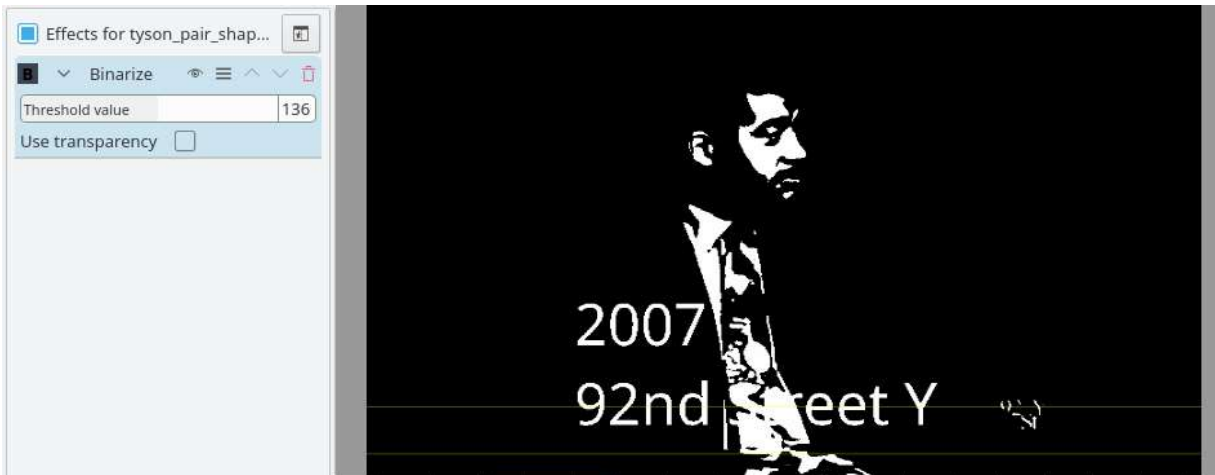 Effects for tyson_pair_shap...
B Binarize
Threshold value 136
Use transparency
2007
92nd Street Y